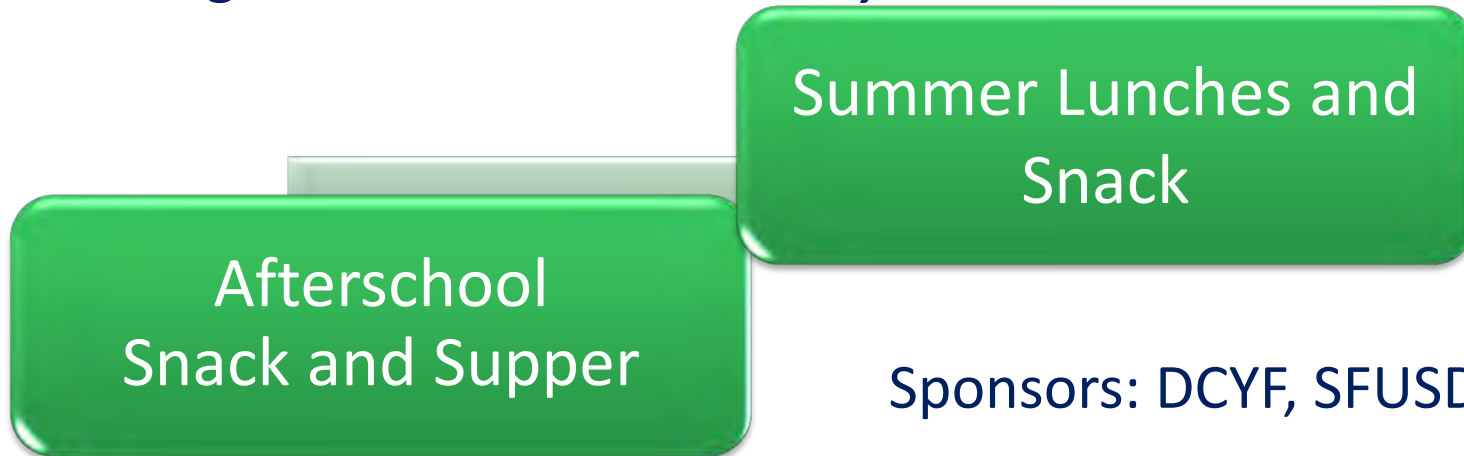 Summer Lunches and
Snack
Afterschool
Snack and Supper
Sponsors: DCYF, SFUSD